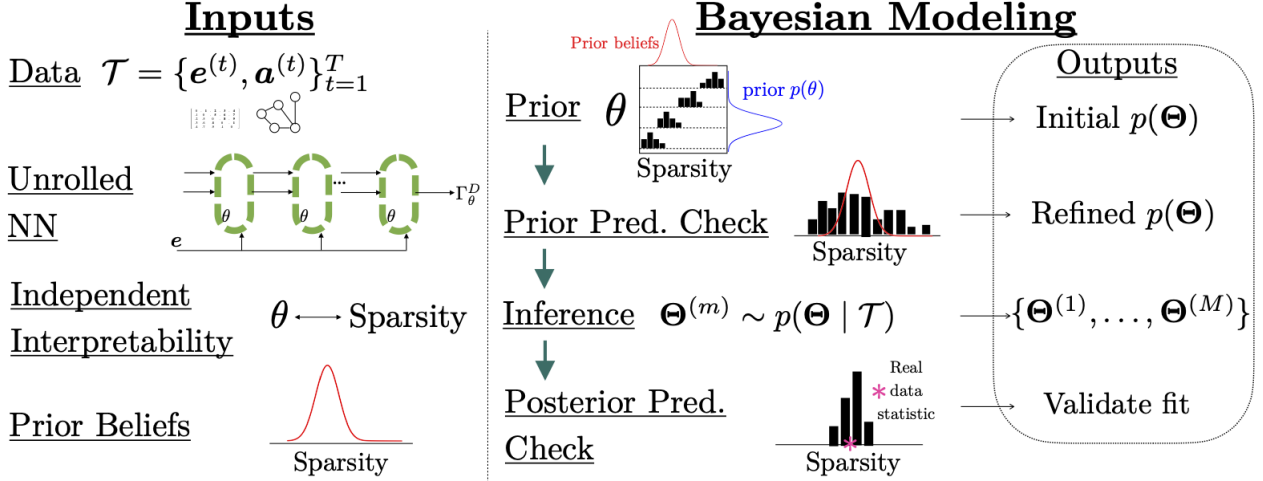 Inputs
Data 𝒯 = {e^(t), a^(t)}_{t=1}^T
Unrolled
NN
θ
θ
...
θ
Γ_θ^D
e
Independent
Interpretability
θ ⟷ Sparsity
Prior Beliefs
Sparsity
Bayesian Modeling
Prior beliefs
Prior θ
prior p(θ)
Sparsity
Prior Pred. Check
Sparsity
Inference Θ^(m) ∼ p(Θ | 𝒯)
Posterior Pred.
Check
Real
* data
statistic
*
Sparsity
Outputs
Initial p(Θ)
Refined p(Θ)
{Θ^(1), . . . , Θ^(M)}
Validate fit